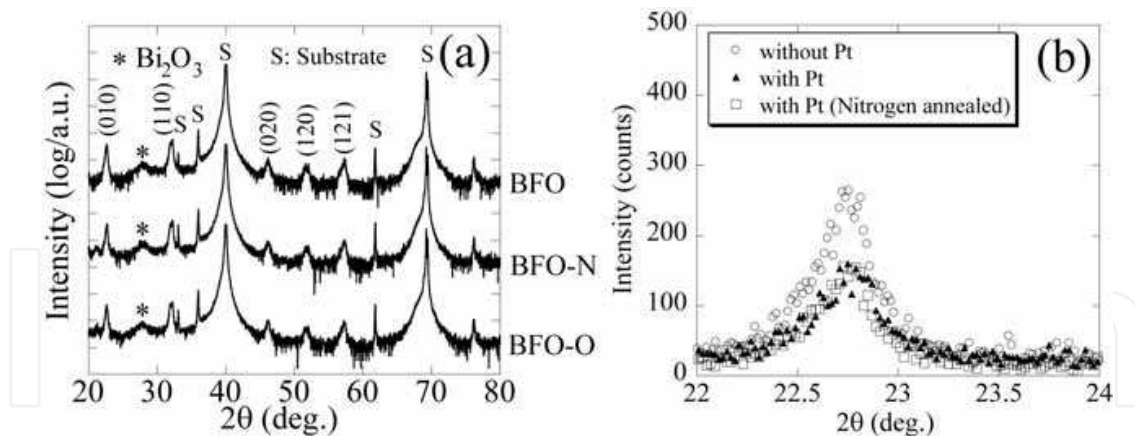 * Bi₂O₃
S
S: Substrate
S
(a)
(010)
*
(110)
S
S
(020)
(120)
(121)
S
BFO
*
BFO-N
*
BFO-O
Intensity (log/a.u.)
20 30 40 50 60 70 80
2θ (deg.)
(b)
○ without Pt
▲ with Pt
□ with Pt (Nitrogen annealed)
Intensity (counts)
500
400
300
200
100
0
22 22.5 23 23.5 24
2θ (deg.)